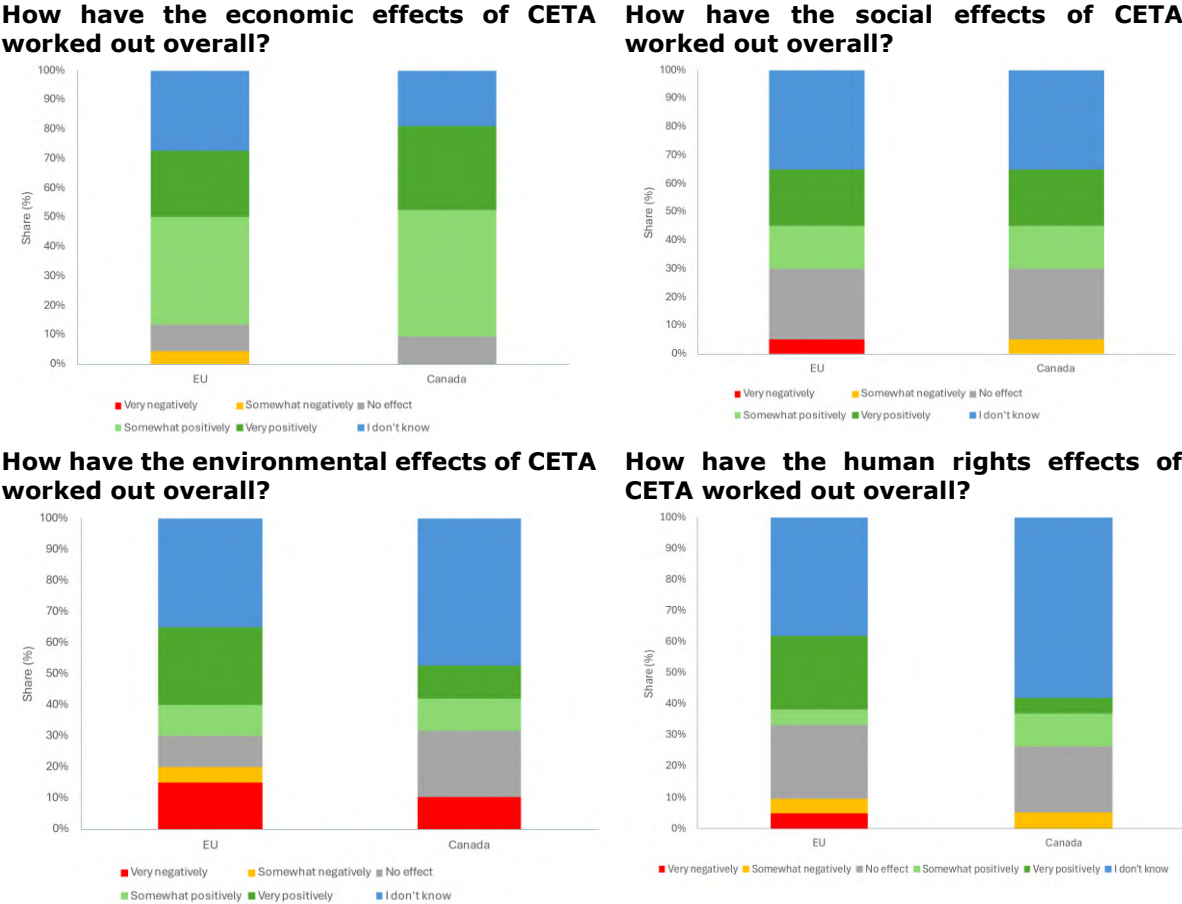 How have the economic effects of CETA
worked out overall?
100%
90%
80%
70%
60%
50%
40%
30%
20%
10%
0%
Share (%)
EU
Canada
Very negatively
Somewhat negatively
No effect
Somewhat positively
Very positively
I don't know
How have the social effects of CETA
worked out overall?
100%
90%
80%
70%
60%
50%
40%
30%
20%
10%
0%
Share (%)
EU
Canada
Very negatively
Somewhat negatively
No effect
Somewhat positively
Very positively
I don't know
How have the environmental effects of CETA
worked out overall?
100%
90%
80%
70%
60%
50%
40%
30%
20%
10%
0%
Share (%)
EU
Canada
Very negatively
Somewhat negatively
No effect
Somewhat positively
Very positively
I don't know
How have the human rights effects of
CETA worked out overall?
100%
90%
80%
70%
60%
50%
40%
30%
20%
10%
0%
Share (%)
EU
Canada
Very negatively
Somewhat negatively
No effect
Somewhat positively
Very positively
I don't know